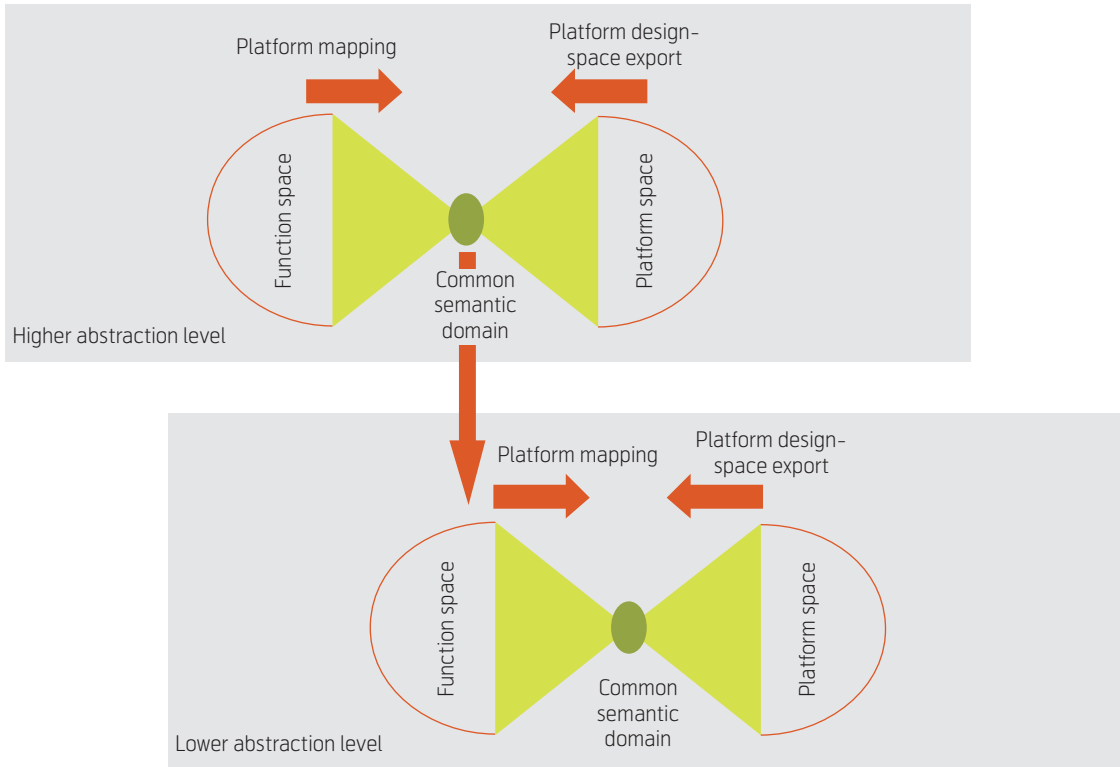 Platform mapping
Platform design-
space export
Function space
Platform space
Common
semantic
domain
Higher abstraction level
Platform mapping
Platform design-
space export
Function space
Platform space
Common
semantic
domain
Lower abstraction level